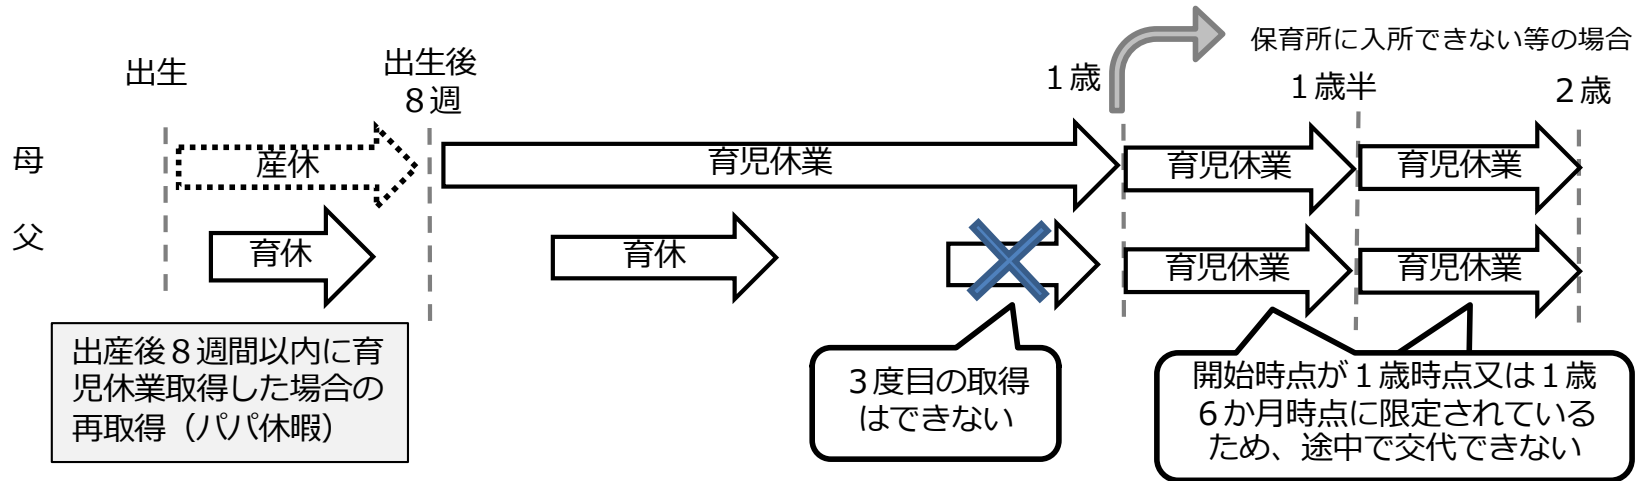 保育所に入所できない等の場合
出生
出生後
８週
１歳
１歳半
２歳
母
産休
育児休業
育児休業
育児休業
父
育休
育休
育児休業
育児休業
出産後８週間以内に育
児休業取得した場合の
再取得（パパ休暇）
３度目の取得
はできない
開始時点が１歳時点又は１歳
６か月時点に限定されている
ため、途中で交代できない